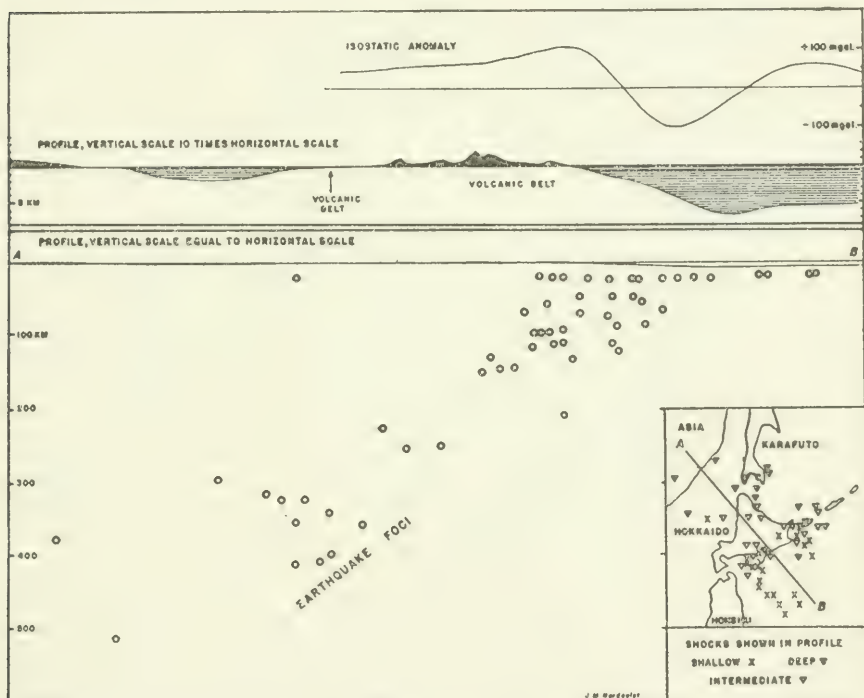 ISOSTATIC ANOMALY
+100 mgal.
-100 mgal.
PROFILE, VERTICAL SCALE 10 TIMES HORIZONTAL SCALE
VOLCANIC BELT
VOLCANIC
BELT
KM
PROFILE, VERTICAL SCALE EQUAL TO HORIZONTAL SCALE
A
B
100 KM
200
300
400
500
EARTHQUAKE FOCI
ASIA
A
KARAFUTO
HOKKAIDO
B
SHOCKS SHOWN IN PROFILE
SHALLOW X DEEP ▼
INTERMEDIATE ▽